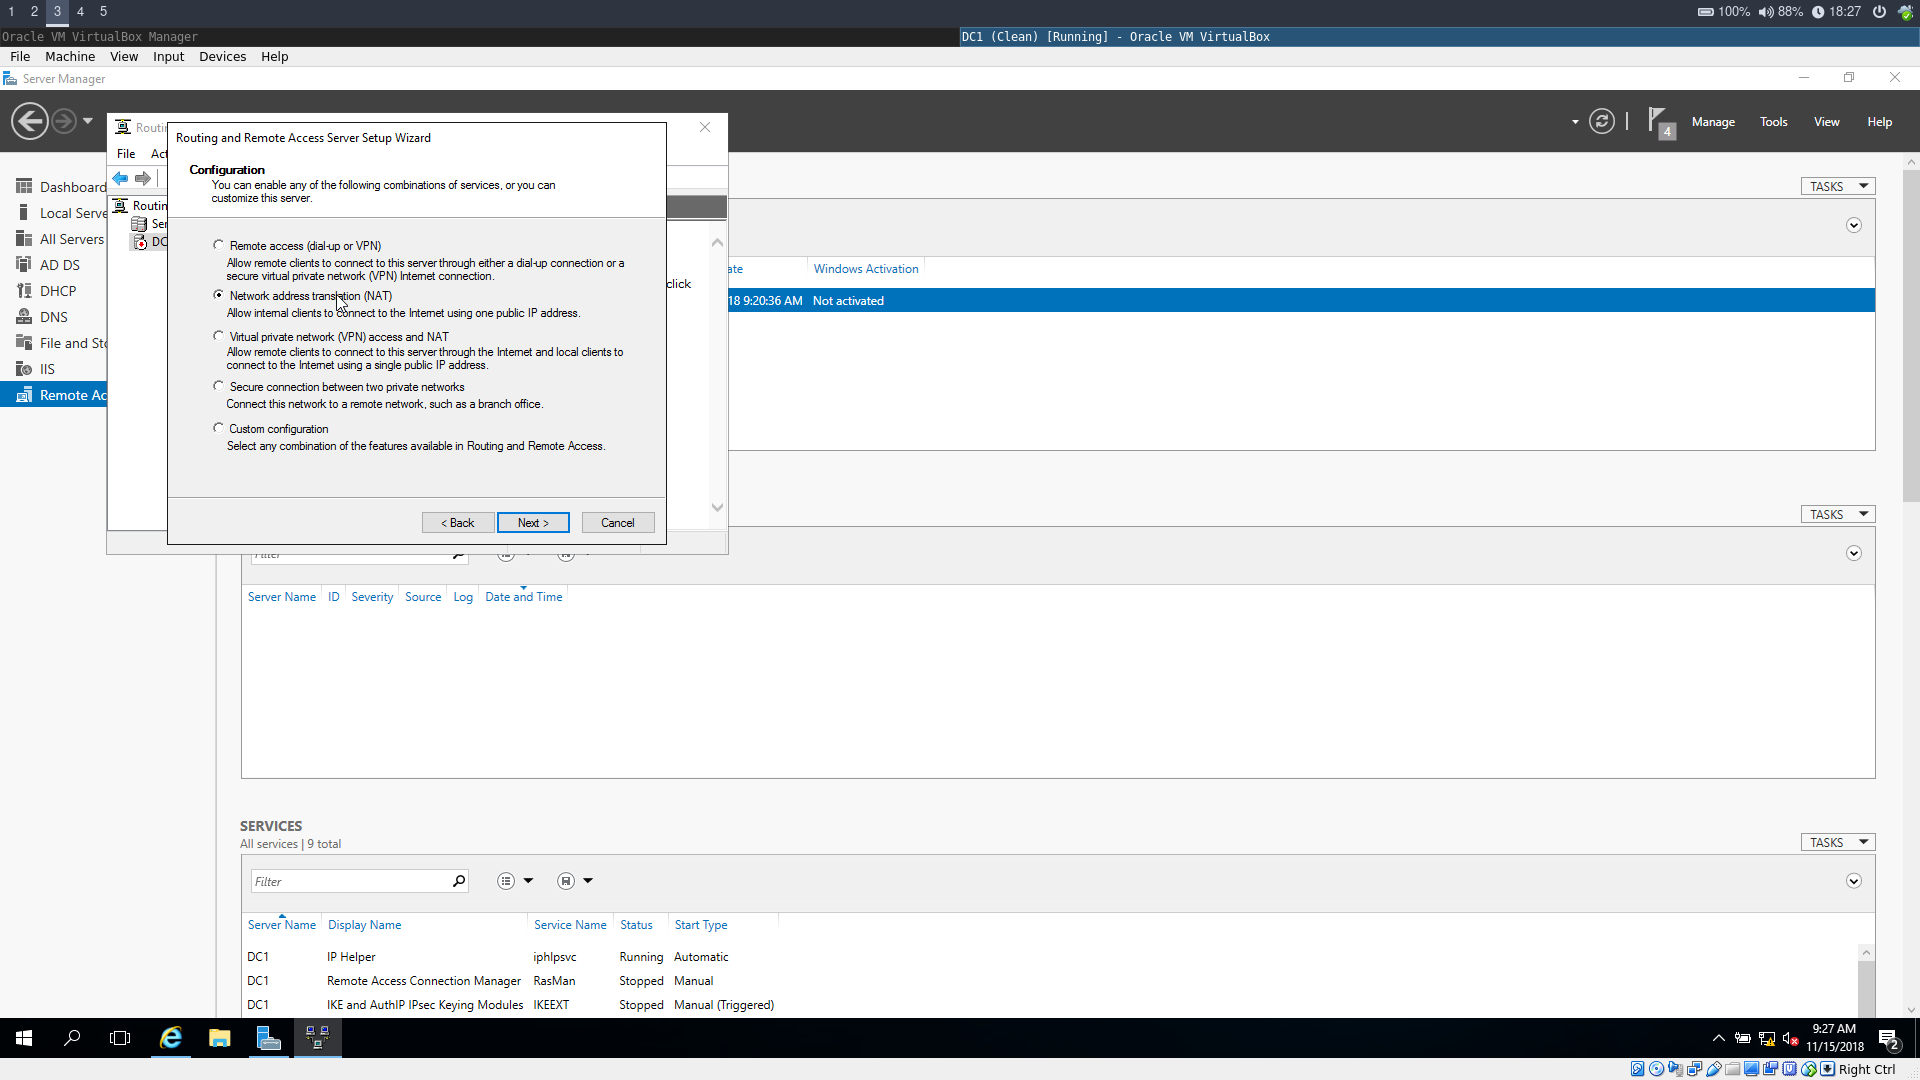 1 2 3 4 5
100% 88% 18:27
Oracle VM VirtualBox Manager
DC1 (Clean) [Running] - Oracle VM VirtualBox
File Machine View Input Devices Help
Server Manager
4 Manage Tools View Help
Routin
File Act
Routin
Ser
DC
Routing and Remote Access Server Setup Wizard
Configuration
You can enable any of the following combinations of services, or you can
customize this server.
Remote access (dial-up or VPN)
Allow remote clients to connect to this server through either a dial-up connection or a
secure virtual private network (VPN) Internet connection.
Network address translation (NAT)
Allow internal clients to connect to the Internet using one public IP address.
Virtual private network (VPN) access and NAT
Allow remote clients to connect to this server through the Internet and local clients to
connect to the Internet using a single public IP address.
Secure connection between two private networks
Connect this network to a remote network, such as a branch office.
Custom configuration
Select any combination of the features available in Routing and Remote Access.
< Back Next > Cancel
click
Dashboard
Local Serve
All Servers
AD DS
DHCP
DNS
File and Sto
IIS
Remote Ac
TASKS
ate Windows Activation
18 9:20:36 AM Not activated
TASKS
Filter
Server Name ID Severity Source Log Date and Time
SERVICES
All services | 9 total
TASKS
Filter
Server Name Display Name Service Name Status Start Type
DC1 IP Helper iphlpsvc Running Automatic
DC1 Remote Access Connection Manager RasMan Stopped Manual
DC1 IKE and AuthIP IPsec Keying Modules IKEEXT Stopped Manual (Triggered)
9:27 AM
11/15/2018
2
Right Ctrl